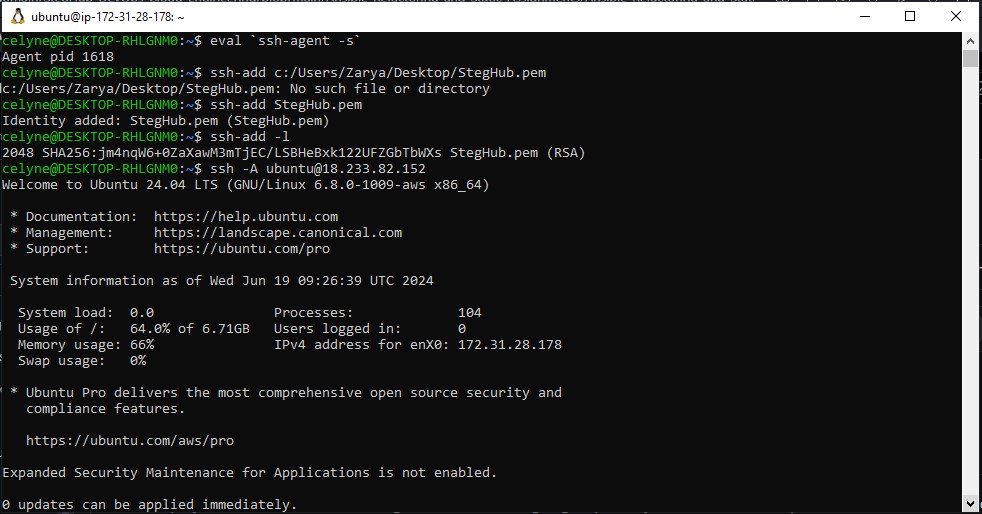 ubuntu@ip-172-31-28-178: ~
celyne@DESKTOP-RHLGNM0:~$ eval `ssh-agent -s`
Agent pid 1618
celyne@DESKTOP-RHLGNM0:~$ ssh-add c:/Users/Zarya/Desktop/StegHub.pem
c:/Users/Zarya/Desktop/StegHub.pem: No such file or directory
celyne@DESKTOP-RHLGNM0:~$ ssh-add StegHub.pem
Identity added: StegHub.pem (StegHub.pem)
celyne@DESKTOP-RHLGNM0:~$ ssh-add -l
2048 SHA256:jm4nqW6+0ZaXawM3mTjEC/LSBHeBxk122UFZGbTbWXs StegHub.pem (RSA)
celyne@DESKTOP-RHLGNM0:~$ ssh -A ubuntu@18.233.82.152
Welcome to Ubuntu 24.04 LTS (GNU/Linux 6.8.0-1009-aws x86_64)
* Documentation:  https://help.ubuntu.com
* Management:     https://landscape.canonical.com
* Support:        https://ubuntu.com/pro
System information as of Wed Jun 19 09:26:39 UTC 2024
System load:  0.0               Processes:             104
Usage of /:   64.0% of 6.71GB   Users logged in:       0
Memory usage: 66%               IPv4 address for enX0: 172.31.28.178
Swap usage:   0%
* Ubuntu Pro delivers the most comprehensive open source security and
compliance features.
https://ubuntu.com/aws/pro
Expanded Security Maintenance for Applications is not enabled.
0 updates can be applied immediately.